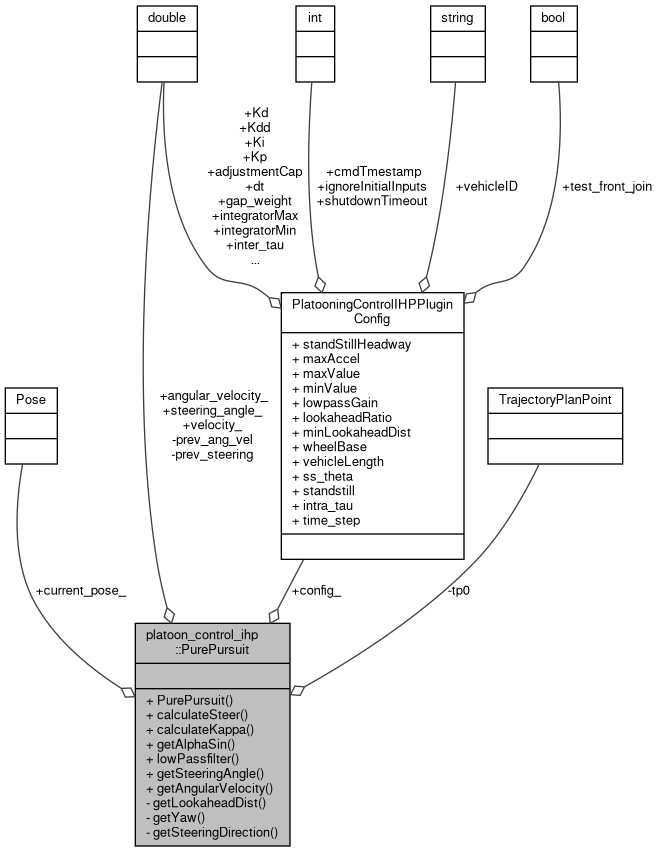 double
int
string
bool
+Kd
+Kdd
+Ki
+Kp
+adjustmentCap
+dt
+gap_weight
+integratorMax
+integratorMin
+inter_tau
...
+cmdTmestamp
+ignoreInitialInputs
+shutdownTimeout
+vehicleID
+test_front_join
PlatooningControlIHPPlugin
Config
+ standStillHeadway
+ maxAccel
+ maxValue
+ minValue
+ lowpassGain
+ lookaheadRatio
+ minLookaheadDist
+ wheelBase
+ vehicleLength
+ ss_theta
+ standstill
+ intra_tau
+ time_step
Pose
TrajectoryPlanPoint
+angular_velocity_
+steering_angle_
+velocity_
-prev_ang_vel
-prev_steering
+current_pose_
+config_
-tp0
platoon_control_ihp
::PurePursuit
+ PurePursuit()
+ calculateSteer()
+ calculateKappa()
+ getAlphaSin()
+ lowPassfilter()
+ getSteeringAngle()
+ getAngularVelocity()
- getLookaheadDist()
- getYaw()
- getSteeringDirection()